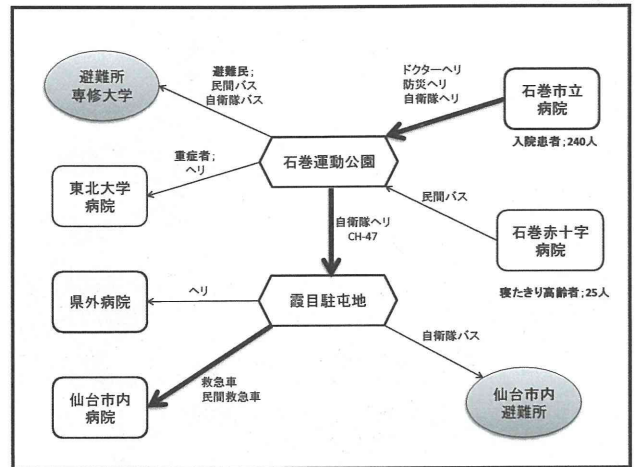 避難所
専修大学
避難民;
民間バス
自衛隊バス
ドクターヘリ
防災ヘリ
自衛隊ヘリ
石巻市立
病院
入院患者;240人
重症者;
ヘリ
石巻運動公園
東北大学
病院
民間バス
石巻赤十字
病院
寝たきり高齢者;25人
自衛隊ヘリ
CH-47
県外病院
ヘリ
霞目駐屯地
自衛隊バス
救急車
民間救急車
仙台市内
病院
仙台市内
避難所